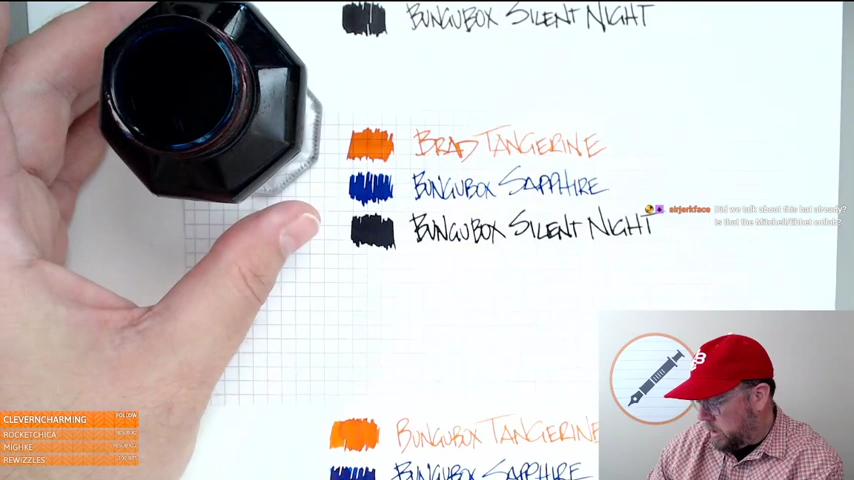 BUNGUBOX SILENT NIGHT
BRAD TANGERINE
BUNGUBOX SAPPHIRE
BUNGUBOX SILENT NIGHT
sirjerkface Did we talk about this hat already?
Is that the Mitchell/Ebbet collab?
B
CLEVERNCHARMING FOLLOW
ROCKETCHICA
MIGHKE
REWIZZLES
BUNGUBOX TANGERINE
BUNGUBOX SAPPHIRE